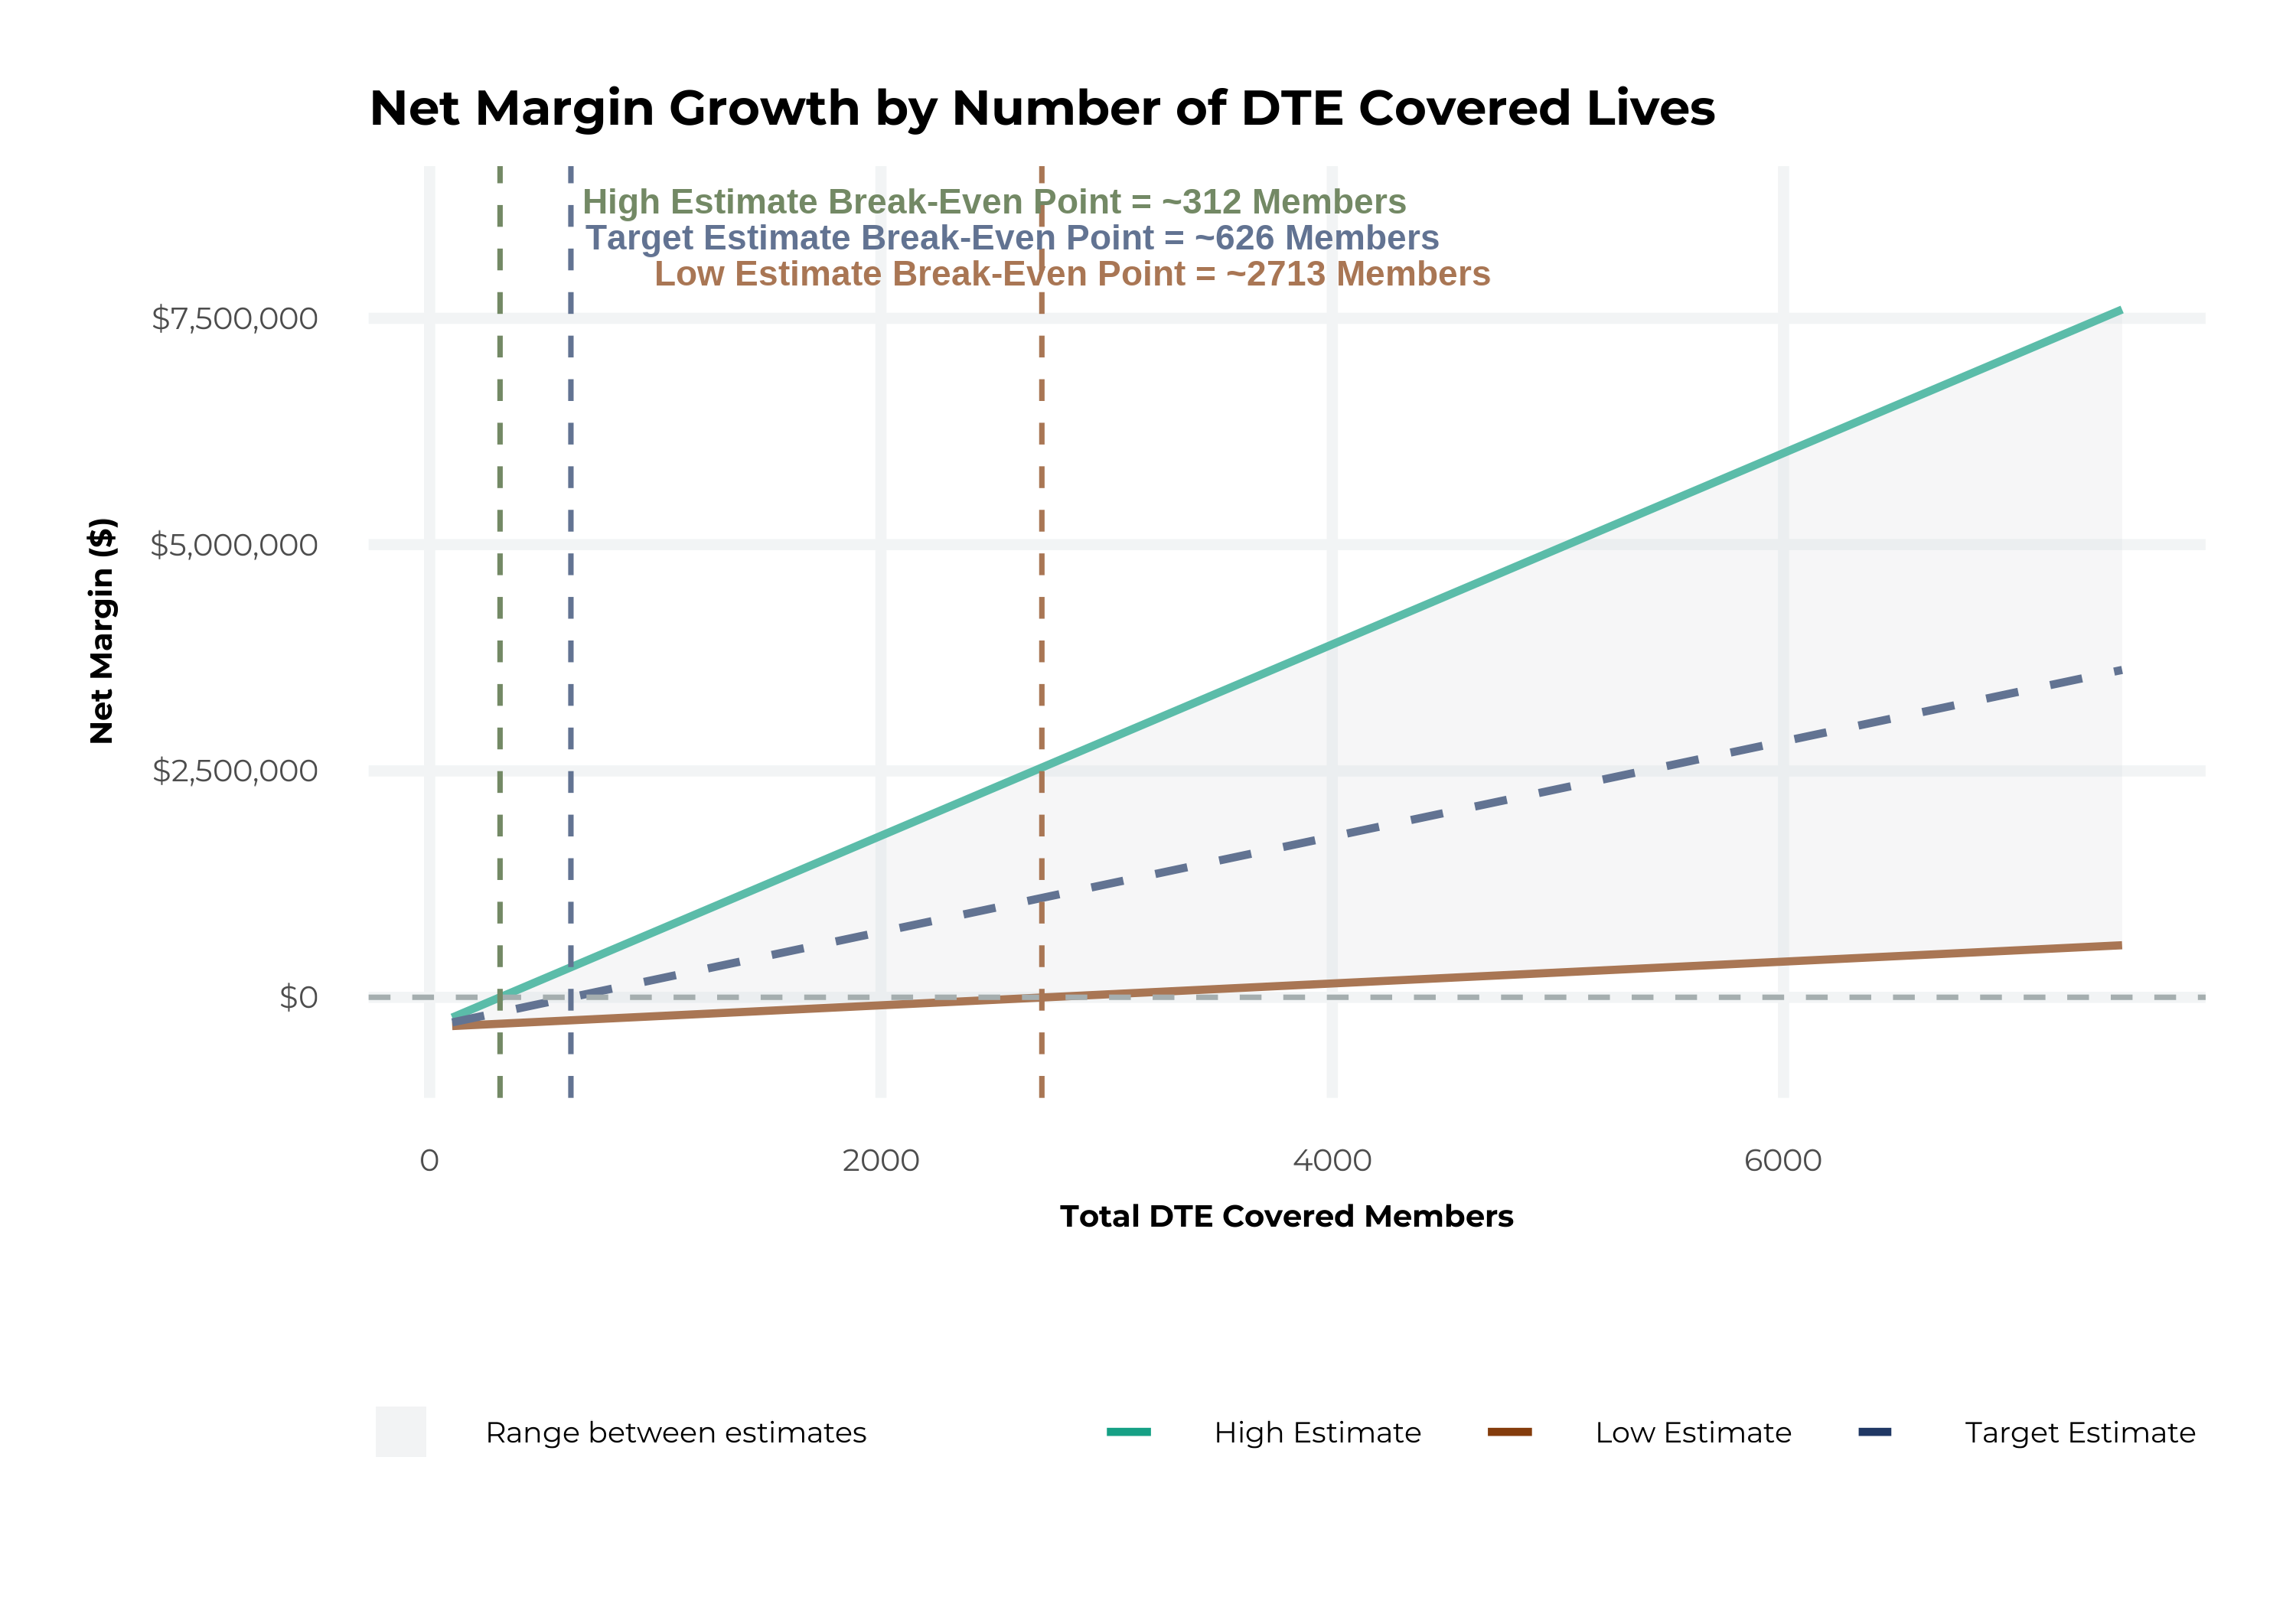 Net Margin Growth by Number of DTE Covered Lives
High Estimate Break-Even Point = ~312 Members
Target Estimate Break-Even Point = ~626 Members
Low Estimate Break-Even Point = ~2713 Members
$7,500,000
$5,000,000
$2,500,000
$0
Net Margin ($)
0 2000 4000 6000
Total DTE Covered Members
Range between estimates High Estimate Low Estimate Target Estimate